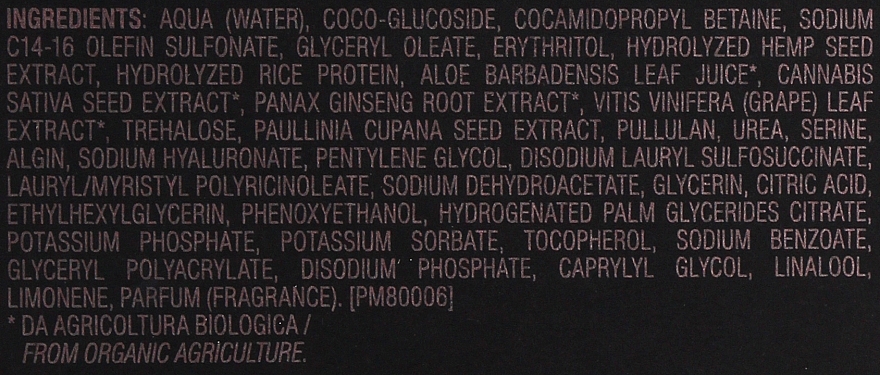 INGREDIENTS: AQUA (WATER), COCO-GLUCOSIDE, COCAMIDOPROPYL BETAINE, SODIUM
C14-16 OLEFIN SULFONATE, GLYCERYL OLEATE, ERYTHRITOL, HYDROLYZED HEMP SEED
EXTRACT, HYDROLYZED RICE PROTEIN, ALOE BARBADENSIS LEAF JUICE*, CANNABIS
SATIVA SEED EXTRACT*, PANAX GINSENG ROOT EXTRACT*, VITIS VINIFERA (GRAPE) LEAF
EXTRACT*, TREHALOSE, PAULLINIA CUPANA SEED EXTRACT, PULLULAN, UREA, SERINE,
ALGIN, SODIUM HYALURONATE, PENTYLENE GLYCOL, DISODIUM LAURYL SULFOSUCCINATE,
LAURYL/MYRISTYL POLYRICINOLEATE, SODIUM DEHYDROACETATE, GLYCERIN, CITRIC ACID,
ETHYLHEXYLGLYCERIN, PHENOXYETHANOL, HYDROGENATED PALM GLYCERIDES CITRATE,
POTASSIUM PHOSPHATE, POTASSIUM SORBATE, TOCOPHEROL, SODIUM BENZOATE,
GLYCERYL POLYACRYLATE, DISODIUM PHOSPHATE, CAPRYLYL GLYCOL, LINALOOL,
LIMONENE, PARFUM (FRAGRANCE). [PM80006]
* DA AGRICOLTURA BIOLOGICA /
FROM ORGANIC AGRICULTURE.